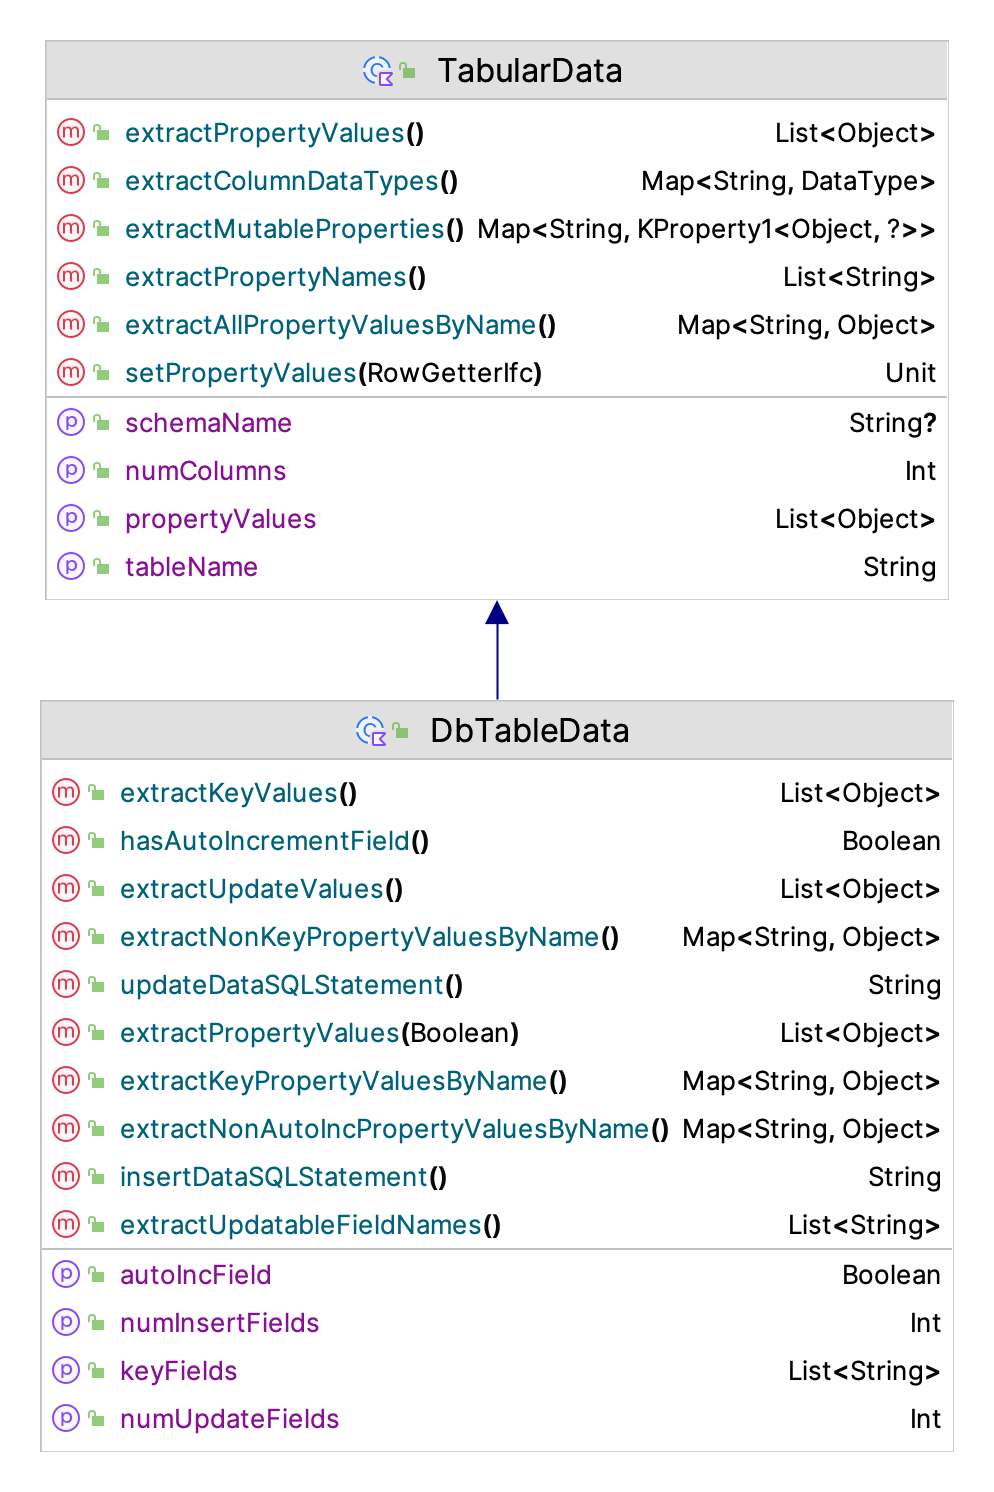 TabularData
m extractPropertyValues() List<Object>
m extractColumnDataTypes() Map<String, DataType>
m extractMutableProperties() Map<String, KProperty1<Object, ?>>
m extractPropertyNames() List<String>
m extractAllPropertyValuesByName() Map<String, Object>
m setPropertyValues(RowGetterIfc) Unit
p schemaName String?
p numColumns Int
p propertyValues List<Object>
p tableName String
DbTableData
m extractKeyValues() List<Object>
m hasAutoIncrementField() Boolean
m extractUpdateValues() List<Object>
m extractNonKeyPropertyValuesByName() Map<String, Object>
m updateDataSQLStatement() String
m extractPropertyValues(Boolean) List<Object>
m extractKeyPropertyValuesByName() Map<String, Object>
m extractNonAutoIncPropertyValuesByName() Map<String, Object>
m insertDataSQLStatement() String
m extractUpdatableFieldNames() List<String>
p autoIncField Boolean
p numInsertFields Int
p keyFields List<String>
p numUpdateFields Int